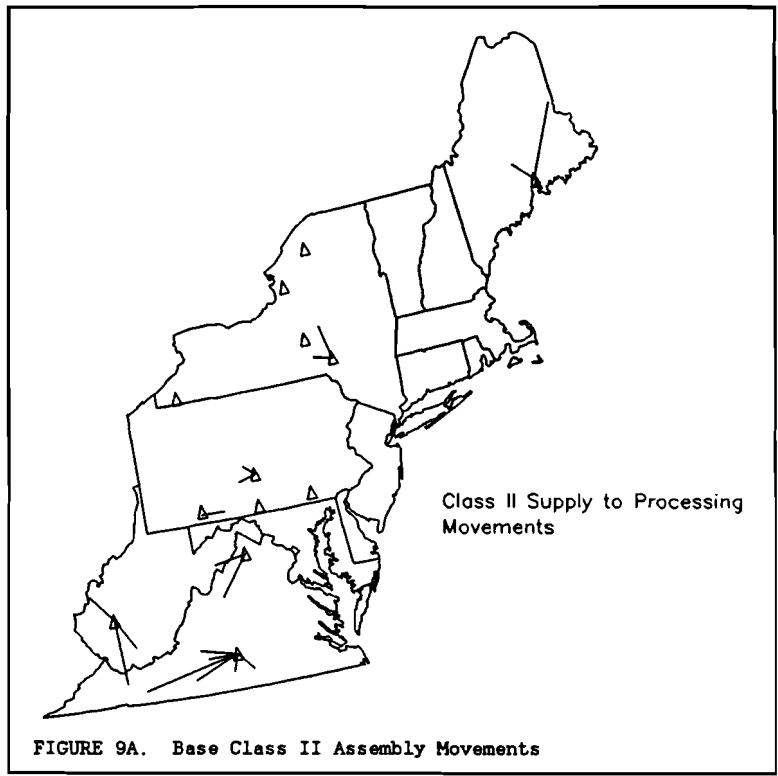 Class II Supply to Processing
Movements
FIGURE 9A. Base Class II Assembly Movements